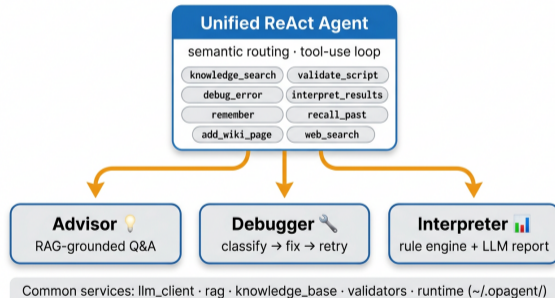 Unified ReAct Agent
semantic routing · tool-use loop
knowledge_search validate_script
debug_error interpret_results
remember recall_past
add_wiki_page web_search
Advisor 💡 Debugger 🔧 Interpreter 📊
RAG-grounded Q&A classify → fix → retry rule engine + LLM report
Common services: llm_client · rag · knowledge_base · validators · runtime (~/.opagent/)